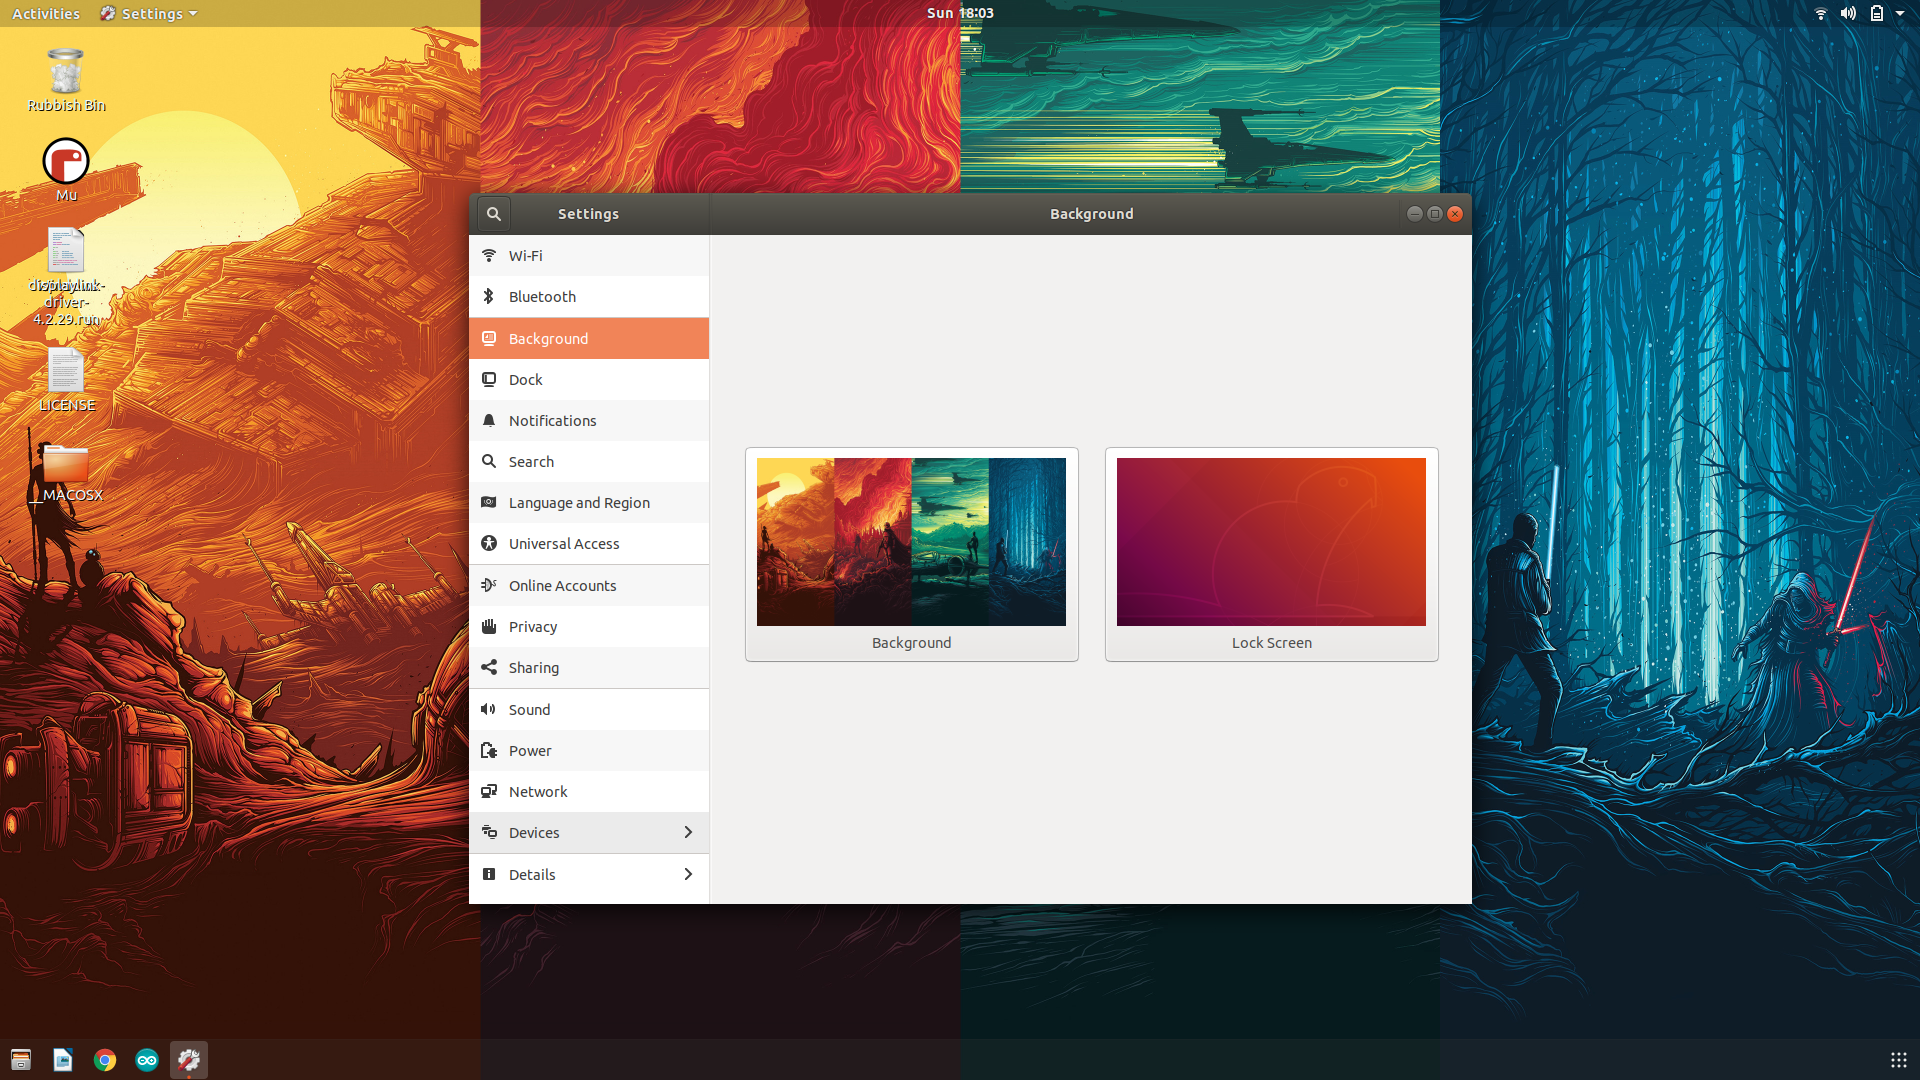 Activities
Settings
Sun 18:03
Rubbish Bin
Mu
driver-
4.2.29.run
LICENSE
__MACOSX
Settings
Background
Wi-Fi
Bluetooth
Background
Dock
Notifications
Search
Language and Region
Universal Access
Online Accounts
Privacy
Sharing
Sound
Power
Network
Devices
Details
Background
Lock Screen